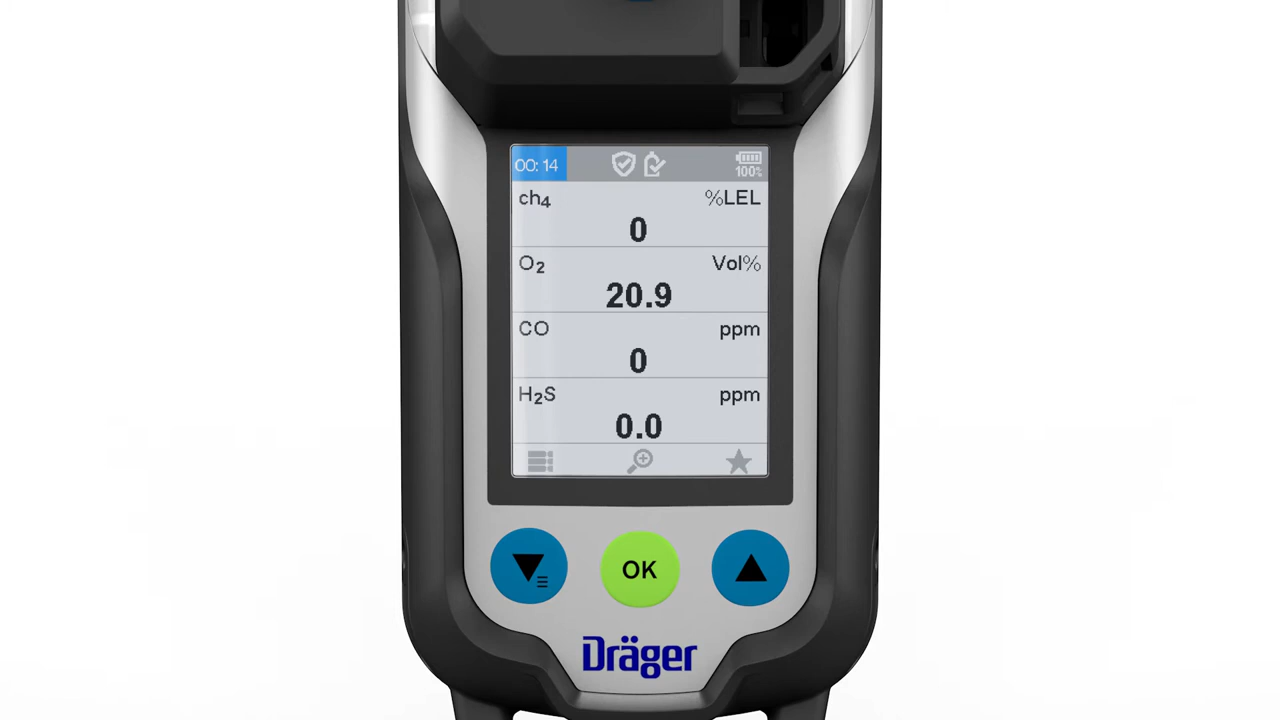 00:14
100%
ch4 %LEL
0
O2 Vol%
20.9
CO ppm
0
H2S ppm
0.0
OK
Dräger